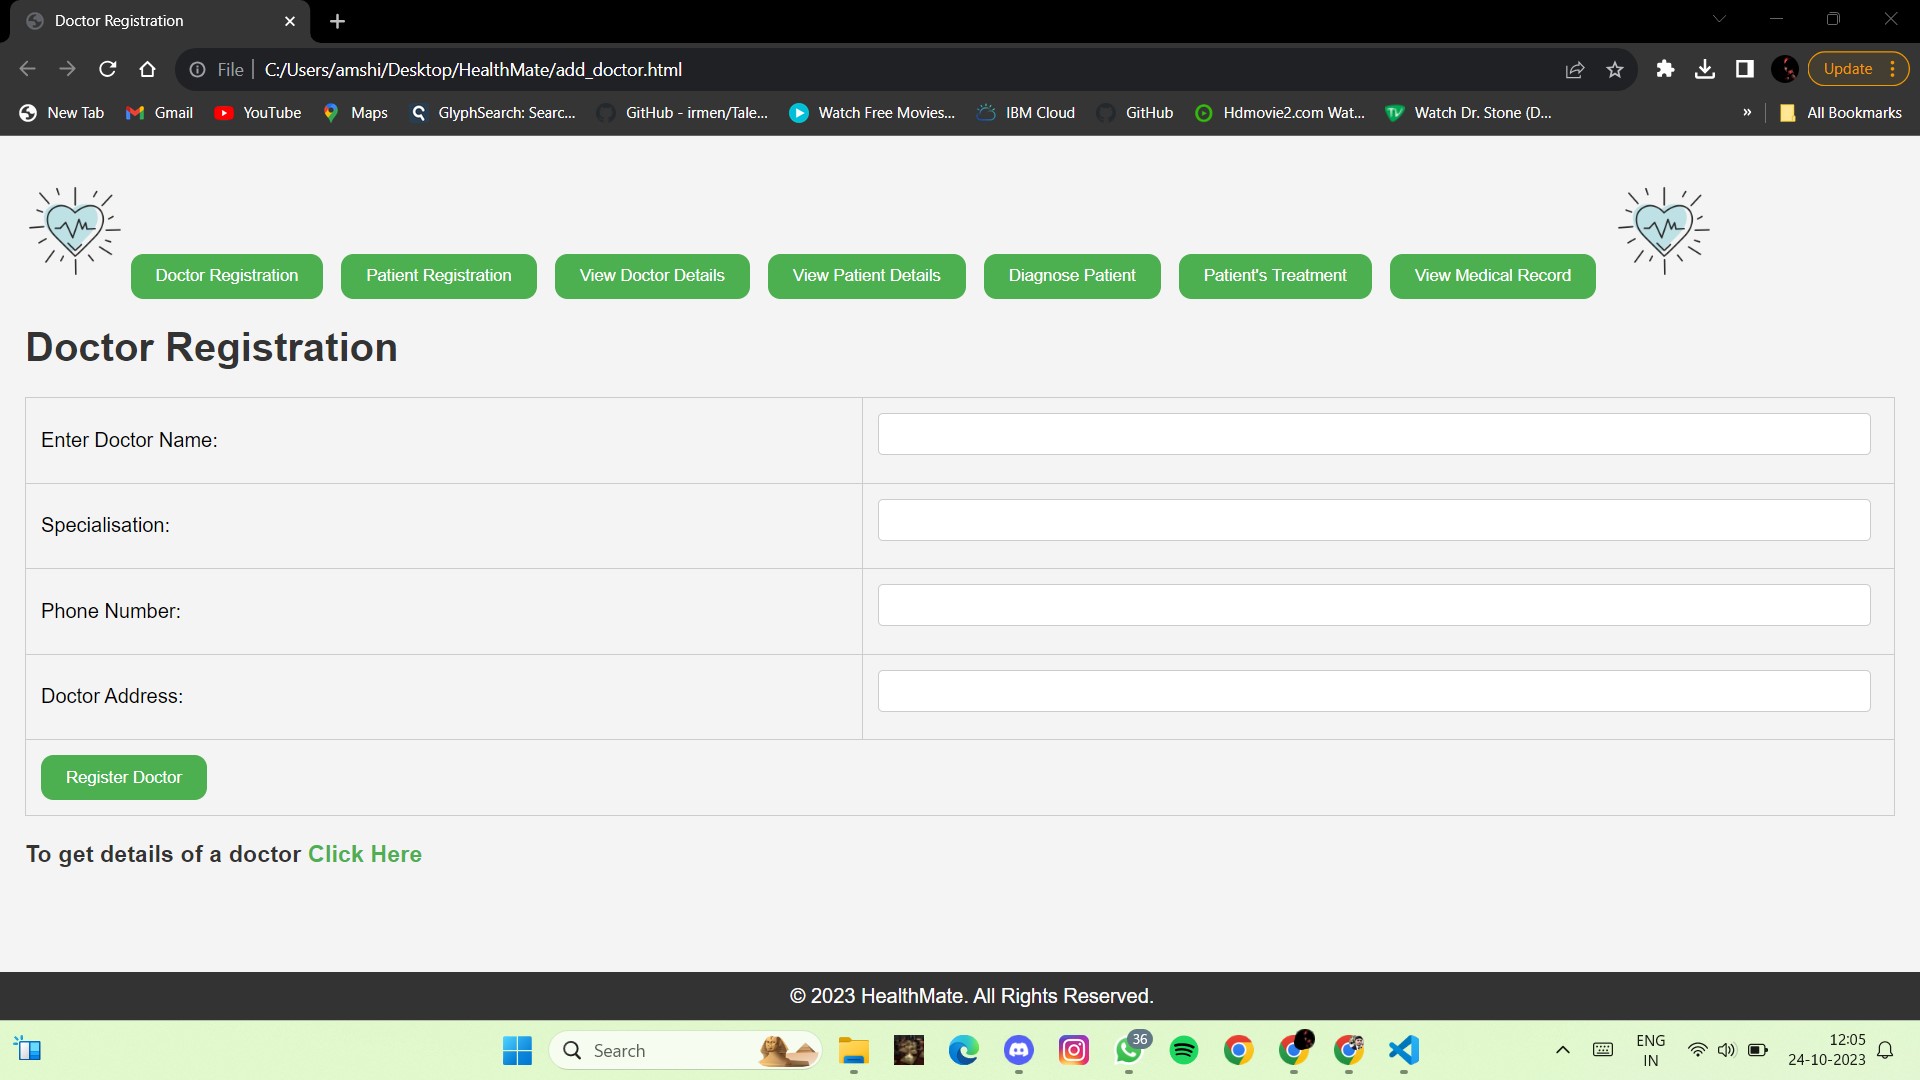 Doctor Registration
File C:/Users/amshi/Desktop/HealthMate/add_doctor.html Update
New Tab Gmail YouTube Maps GlyphSearch: Searc... GitHub - irmen/Tale... Watch Free Movies... IBM Cloud GitHub Hdmovie2.com Wat... Watch Dr. Stone (D... » All Bookmarks
Doctor Registration Patient Registration View Doctor Details View Patient Details Diagnose Patient Patient's Treatment View Medical Record
Doctor Registration
Enter Doctor Name:
Specialisation:
Phone Number:
Doctor Address:
Register Doctor
To get details of a doctor Click Here
© 2023 HealthMate. All Rights Reserved.
Search 36 ENG 12:05
IN 24-10-2023